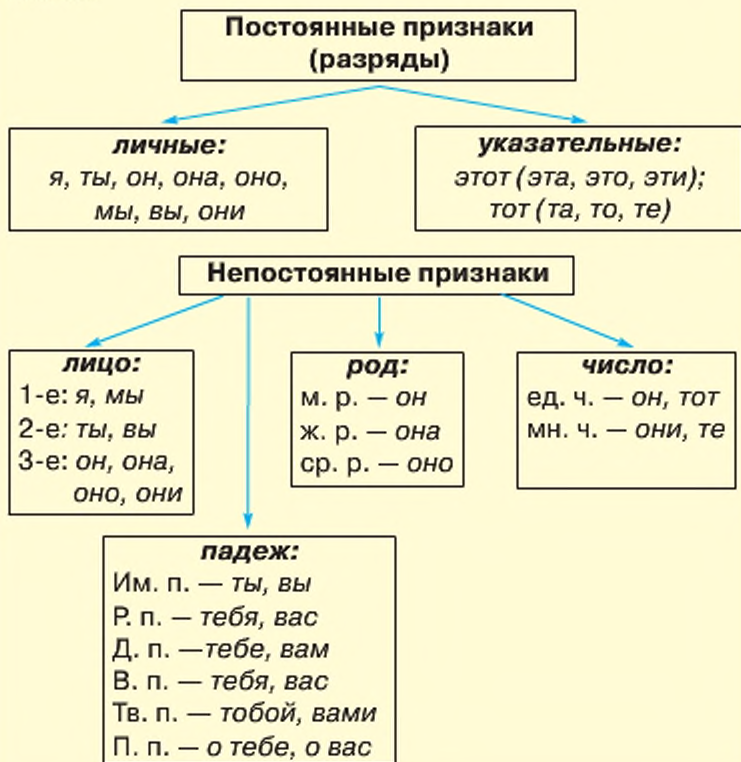 Постоянные признаки
(разряды)
личные:
я, ты, он, она, оно,
мы, вы, они
указательные:
этот (эта, это, эти);
тот (та, то, те)
Непостоянные признаки
лицо:
1-е: я, мы
2-е: ты, вы
3-е: он, она,
оно, они
род:
м. р. — он
ж. р. — она
ср. р. — оно
число:
ед. ч. — он, тот
мн. ч. — они, те
падеж:
Им. п. — ты, вы
Р. п. — тебя, вас
Д. п. —тебе, вам
В. п. — тебя, вас
Тв. п. — тобой, вами
П. п. — о тебе, о вас